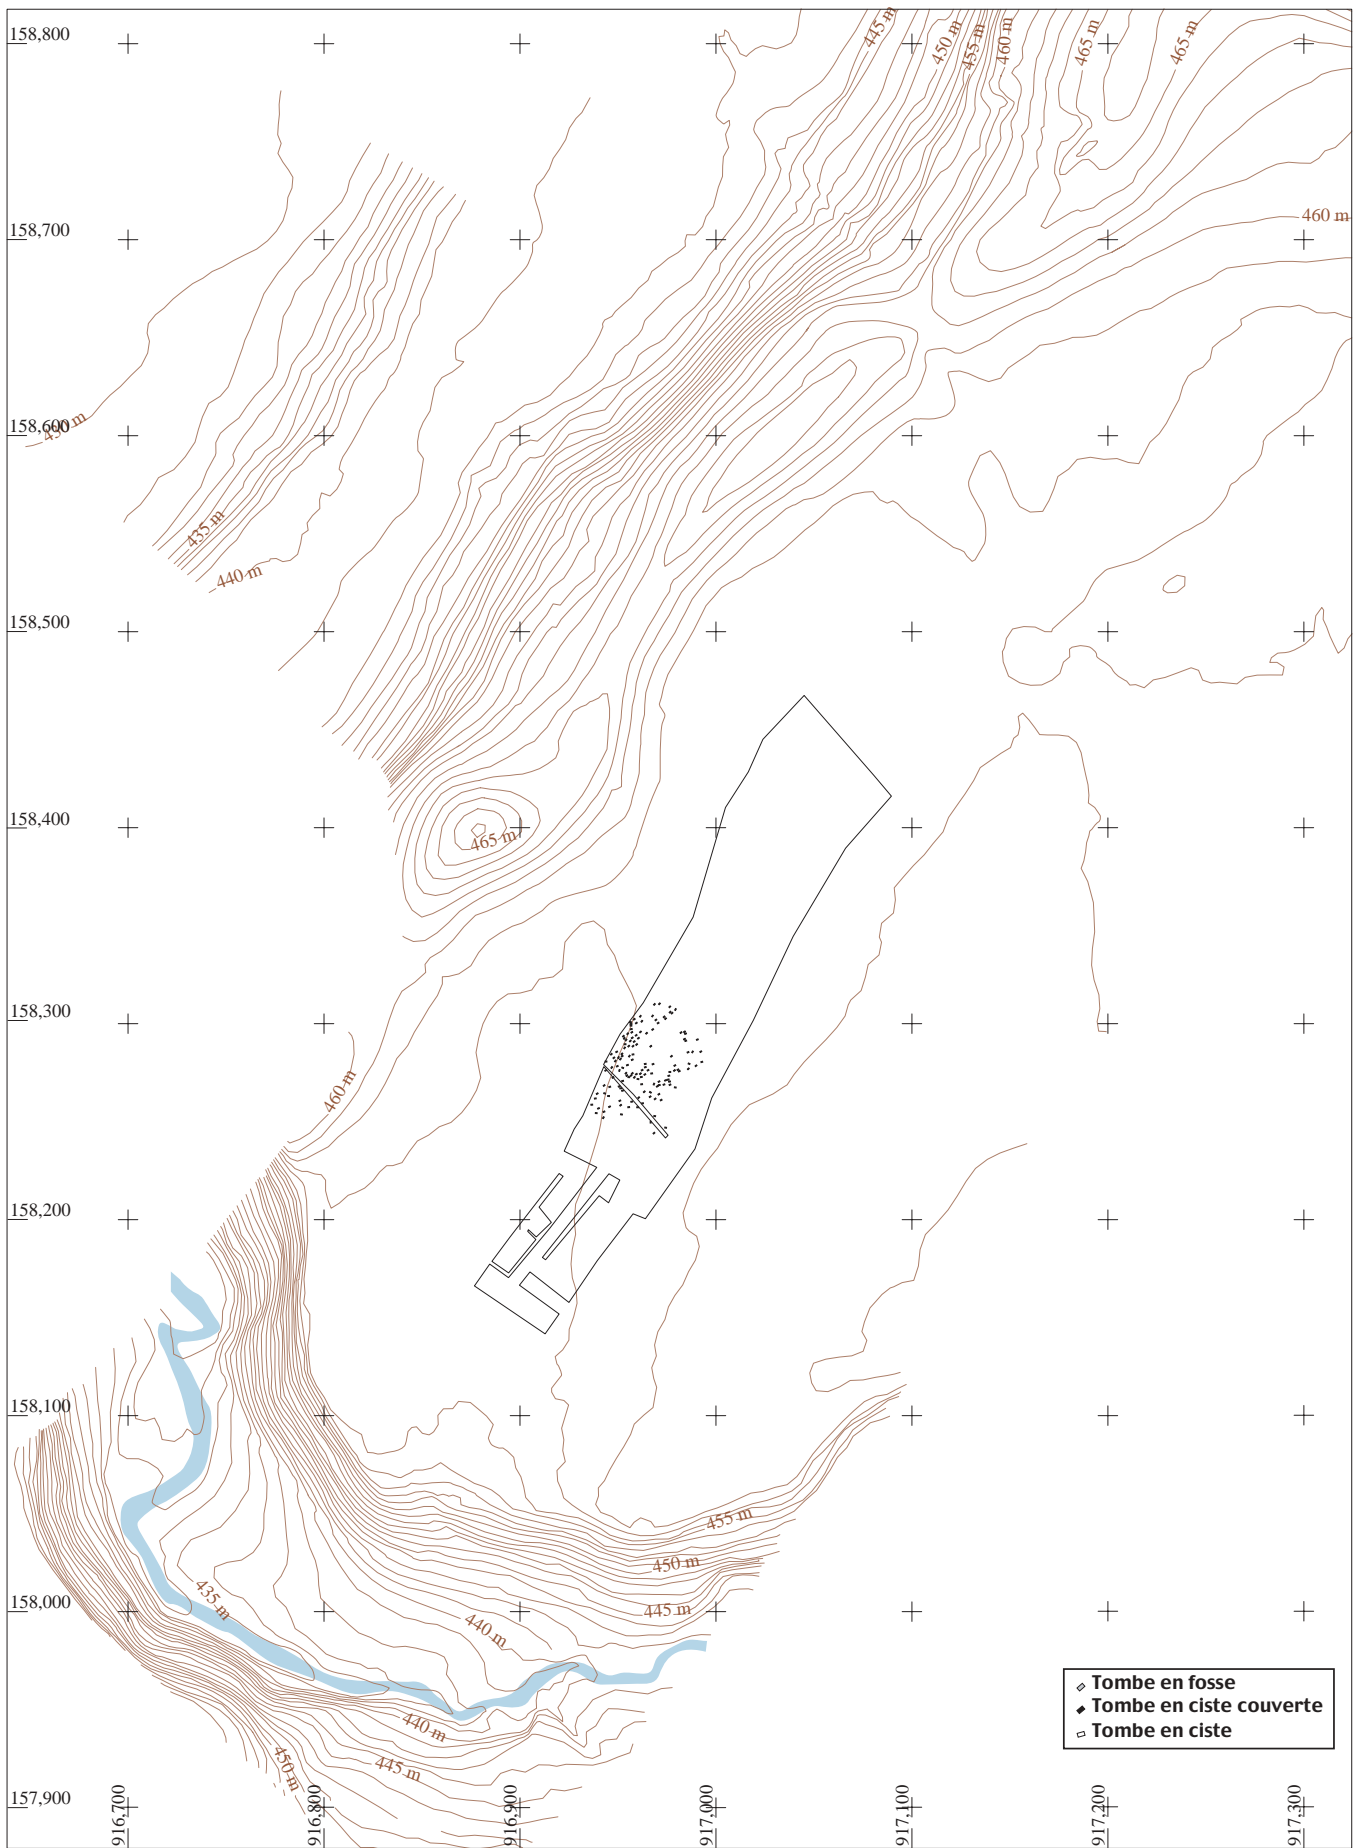 445 m
450 m
455 m
460 m
465 m
465 m
158,800
158,700
460 m
158,600
450 m
435 m
440 m
158,500
158,400
465 m
158,300
460 m
158,200
158,100
455 m
450 m
158,000
435 m
445 m
440 m
Tombe en fosse
Tombe en ciste couverte
Tombe en ciste
440 m
450 m
445 m
157,900
916,700
916,800
916,900
917,000
917,100
917,200
917,300